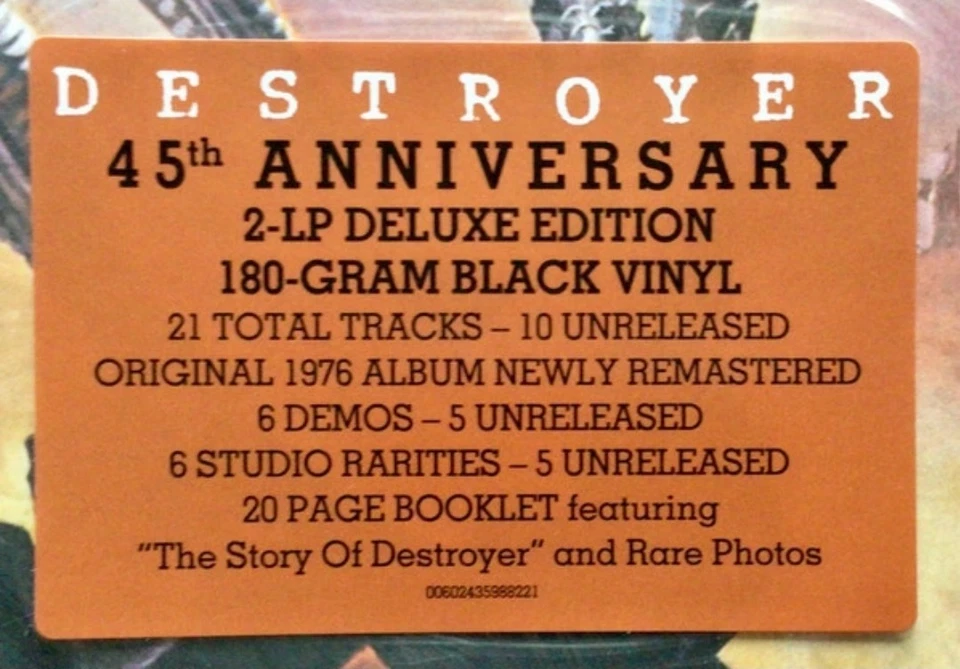 DESTROYER
45th ANNIVERSARY
2-LP DELUXE EDITION
180-GRAM BLACK VINYL
21 TOTAL TRACKS – 10 UNRELEASED
ORIGINAL 1976 ALBUM NEWLY REMASTERED
6 DEMOS – 5 UNRELEASED
6 STUDIO RARITIES – 5 UNRELEASED
20 PAGE BOOKLET featuring
"The Story Of Destroyer" and Rare Photos
00602435988221